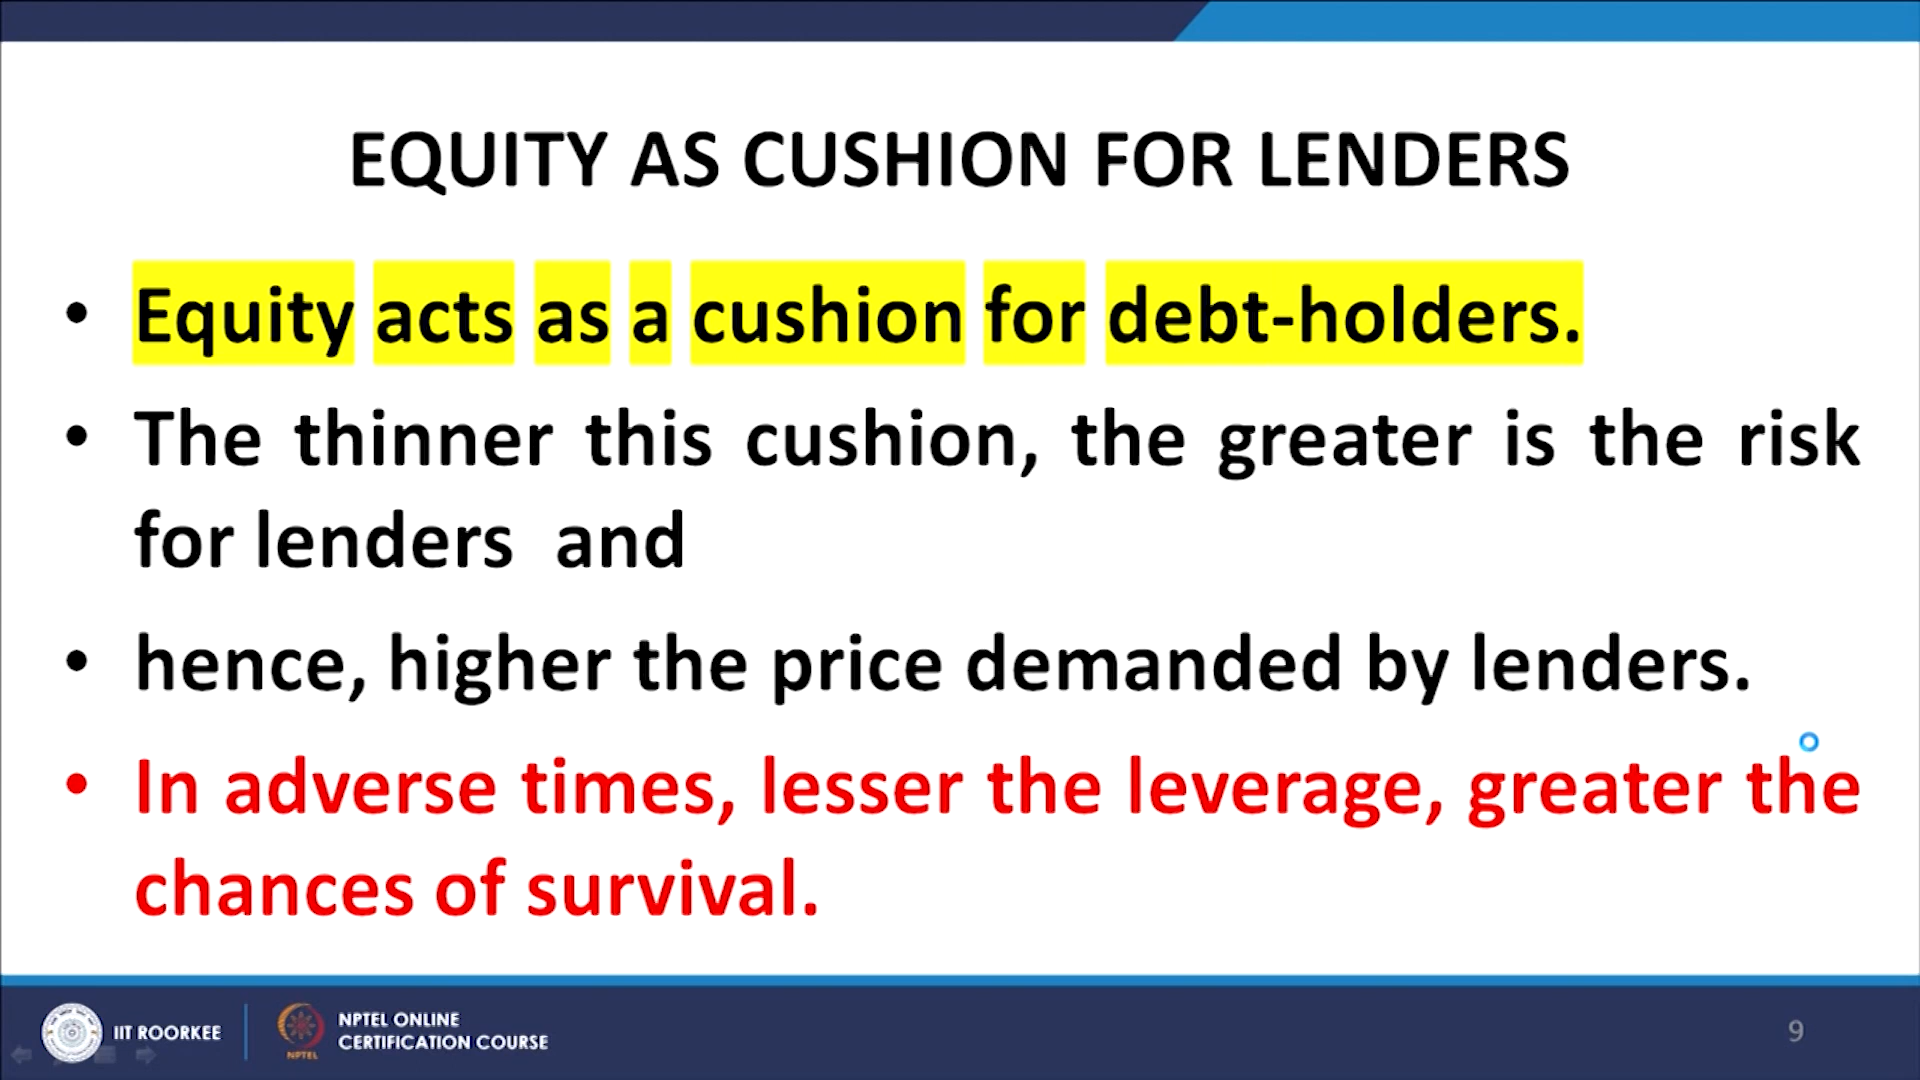 EQUITY AS CUSHION FOR LENDERS
• Equity acts as a cushion for debt-holders.
• The thinner this cushion, the greater is the risk
for lenders and
• hence, higher the price demanded by lenders.
• In adverse times, lesser the leverage, greater the
chances of survival.
IIT ROORKEE
NPTEL
NPTEL ONLINE
CERTIFICATION COURSE
9